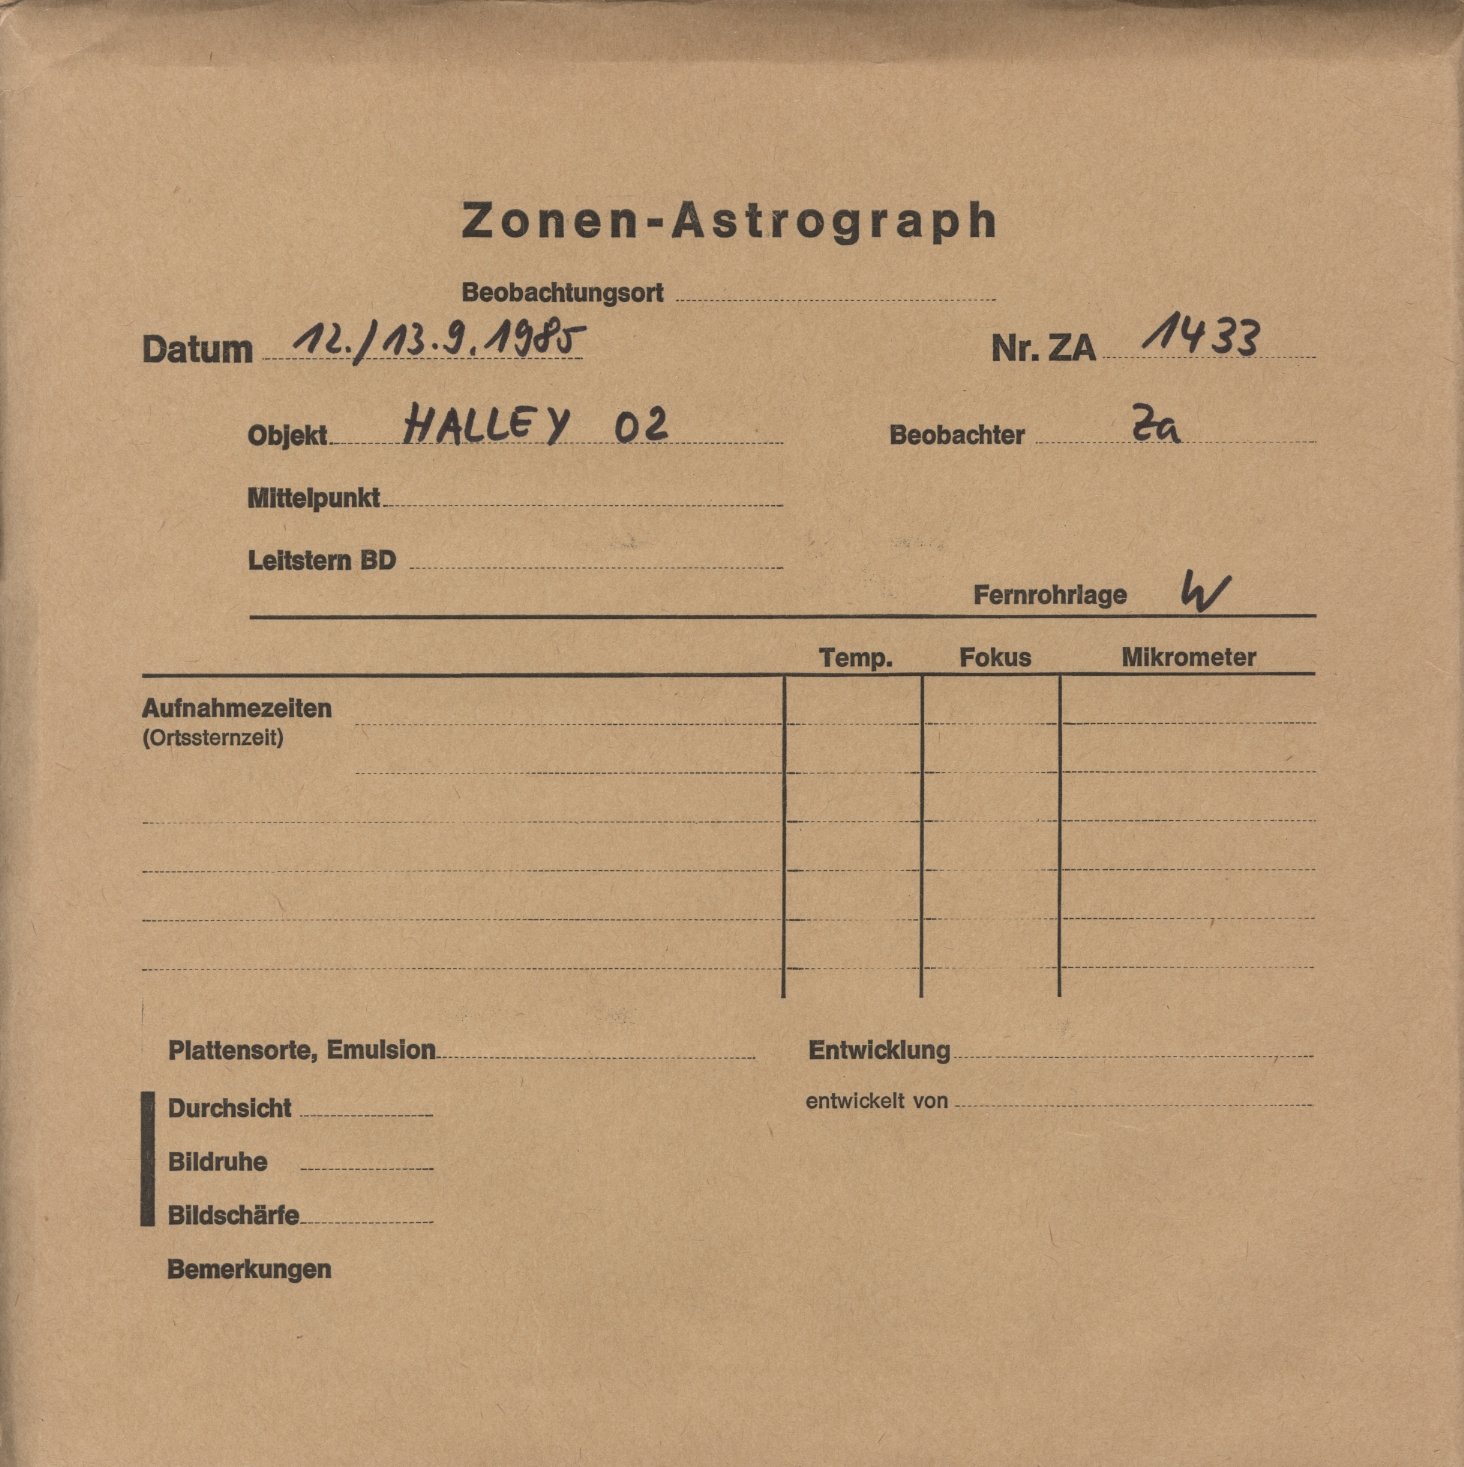 Zonen-Astrograph
Beobachtungsort
Datum 12./13.9.1985 Nr. ZA 1433
Objekt HALLEY 02 Beobachter Za
Mittelpunkt
Leitstern BD
Fernrohrlage W
Temp. Fokus Mikrometer
Aufnahmezeiten
(Ortssternzeit)
Plattensorte, Emulsion Entwicklung
Durchsicht entwickelt von
Bildruhe
Bildschärfe
Bemerkungen